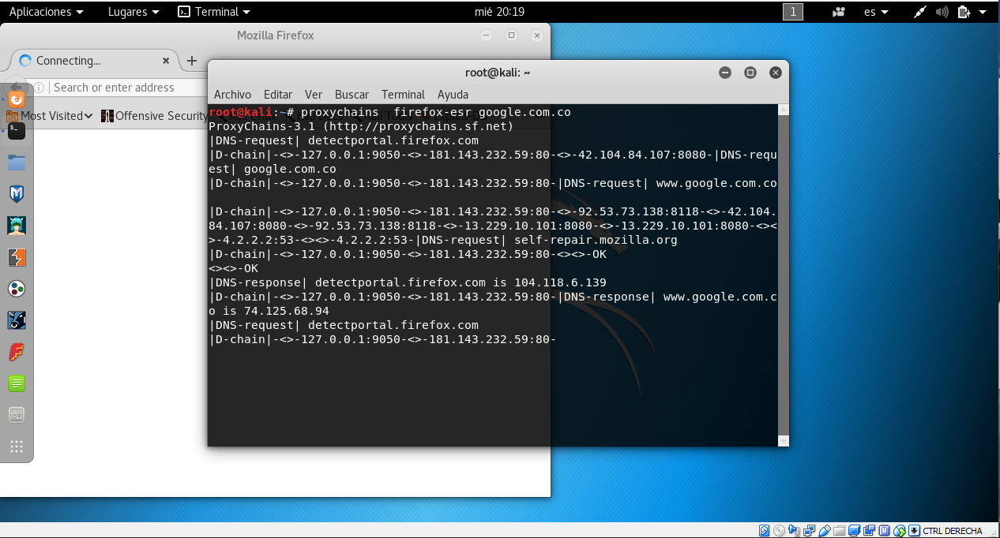 Aplicaciones Lugares Terminal mié 20:19 1 es
Mozilla Firefox
Connecting...
Search or enter address
Most Visited Offensive Security
root@kali: ~
Archivo Editar Ver Buscar Terminal Ayuda
root@kali:~# proxychains  firefox-esr google.com.co
ProxyChains-3.1 (http://proxychains.sf.net)
|DNS-request| detectportal.firefox.com
|D-chain|-<>-127.0.0.1:9050-<>-181.143.232.59:80-<>-42.104.84.107:8080-|DNS-requ
est| google.com.co
|D-chain|-<>-127.0.0.1:9050-<>-181.143.232.59:80-|DNS-request| www.google.com.co
|D-chain|-<>-127.0.0.1:9050-<>-181.143.232.59:80-<>-92.53.73.138:8118-<>-42.104.
84.107:8080-<>-92.53.73.138:8118-<>-13.229.10.101:8080-<>-13.229.10.101:8080-<><
>-4.2.2.2:53-<><>-4.2.2.2:53-|DNS-request| self-repair.mozilla.org
|D-chain|-<>-127.0.0.1:9050-<>-181.143.232.59:80-<><>-OK
<><>-OK
|DNS-response| detectportal.firefox.com is 104.118.6.139
|D-chain|-<>-127.0.0.1:9050-<>-181.143.232.59:80-|DNS-response| www.google.com.c
o is 74.125.68.94
|DNS-request| detectportal.firefox.com
|D-chain|-<>-127.0.0.1:9050-<>-181.143.232.59:80-
CTRL DERECHA